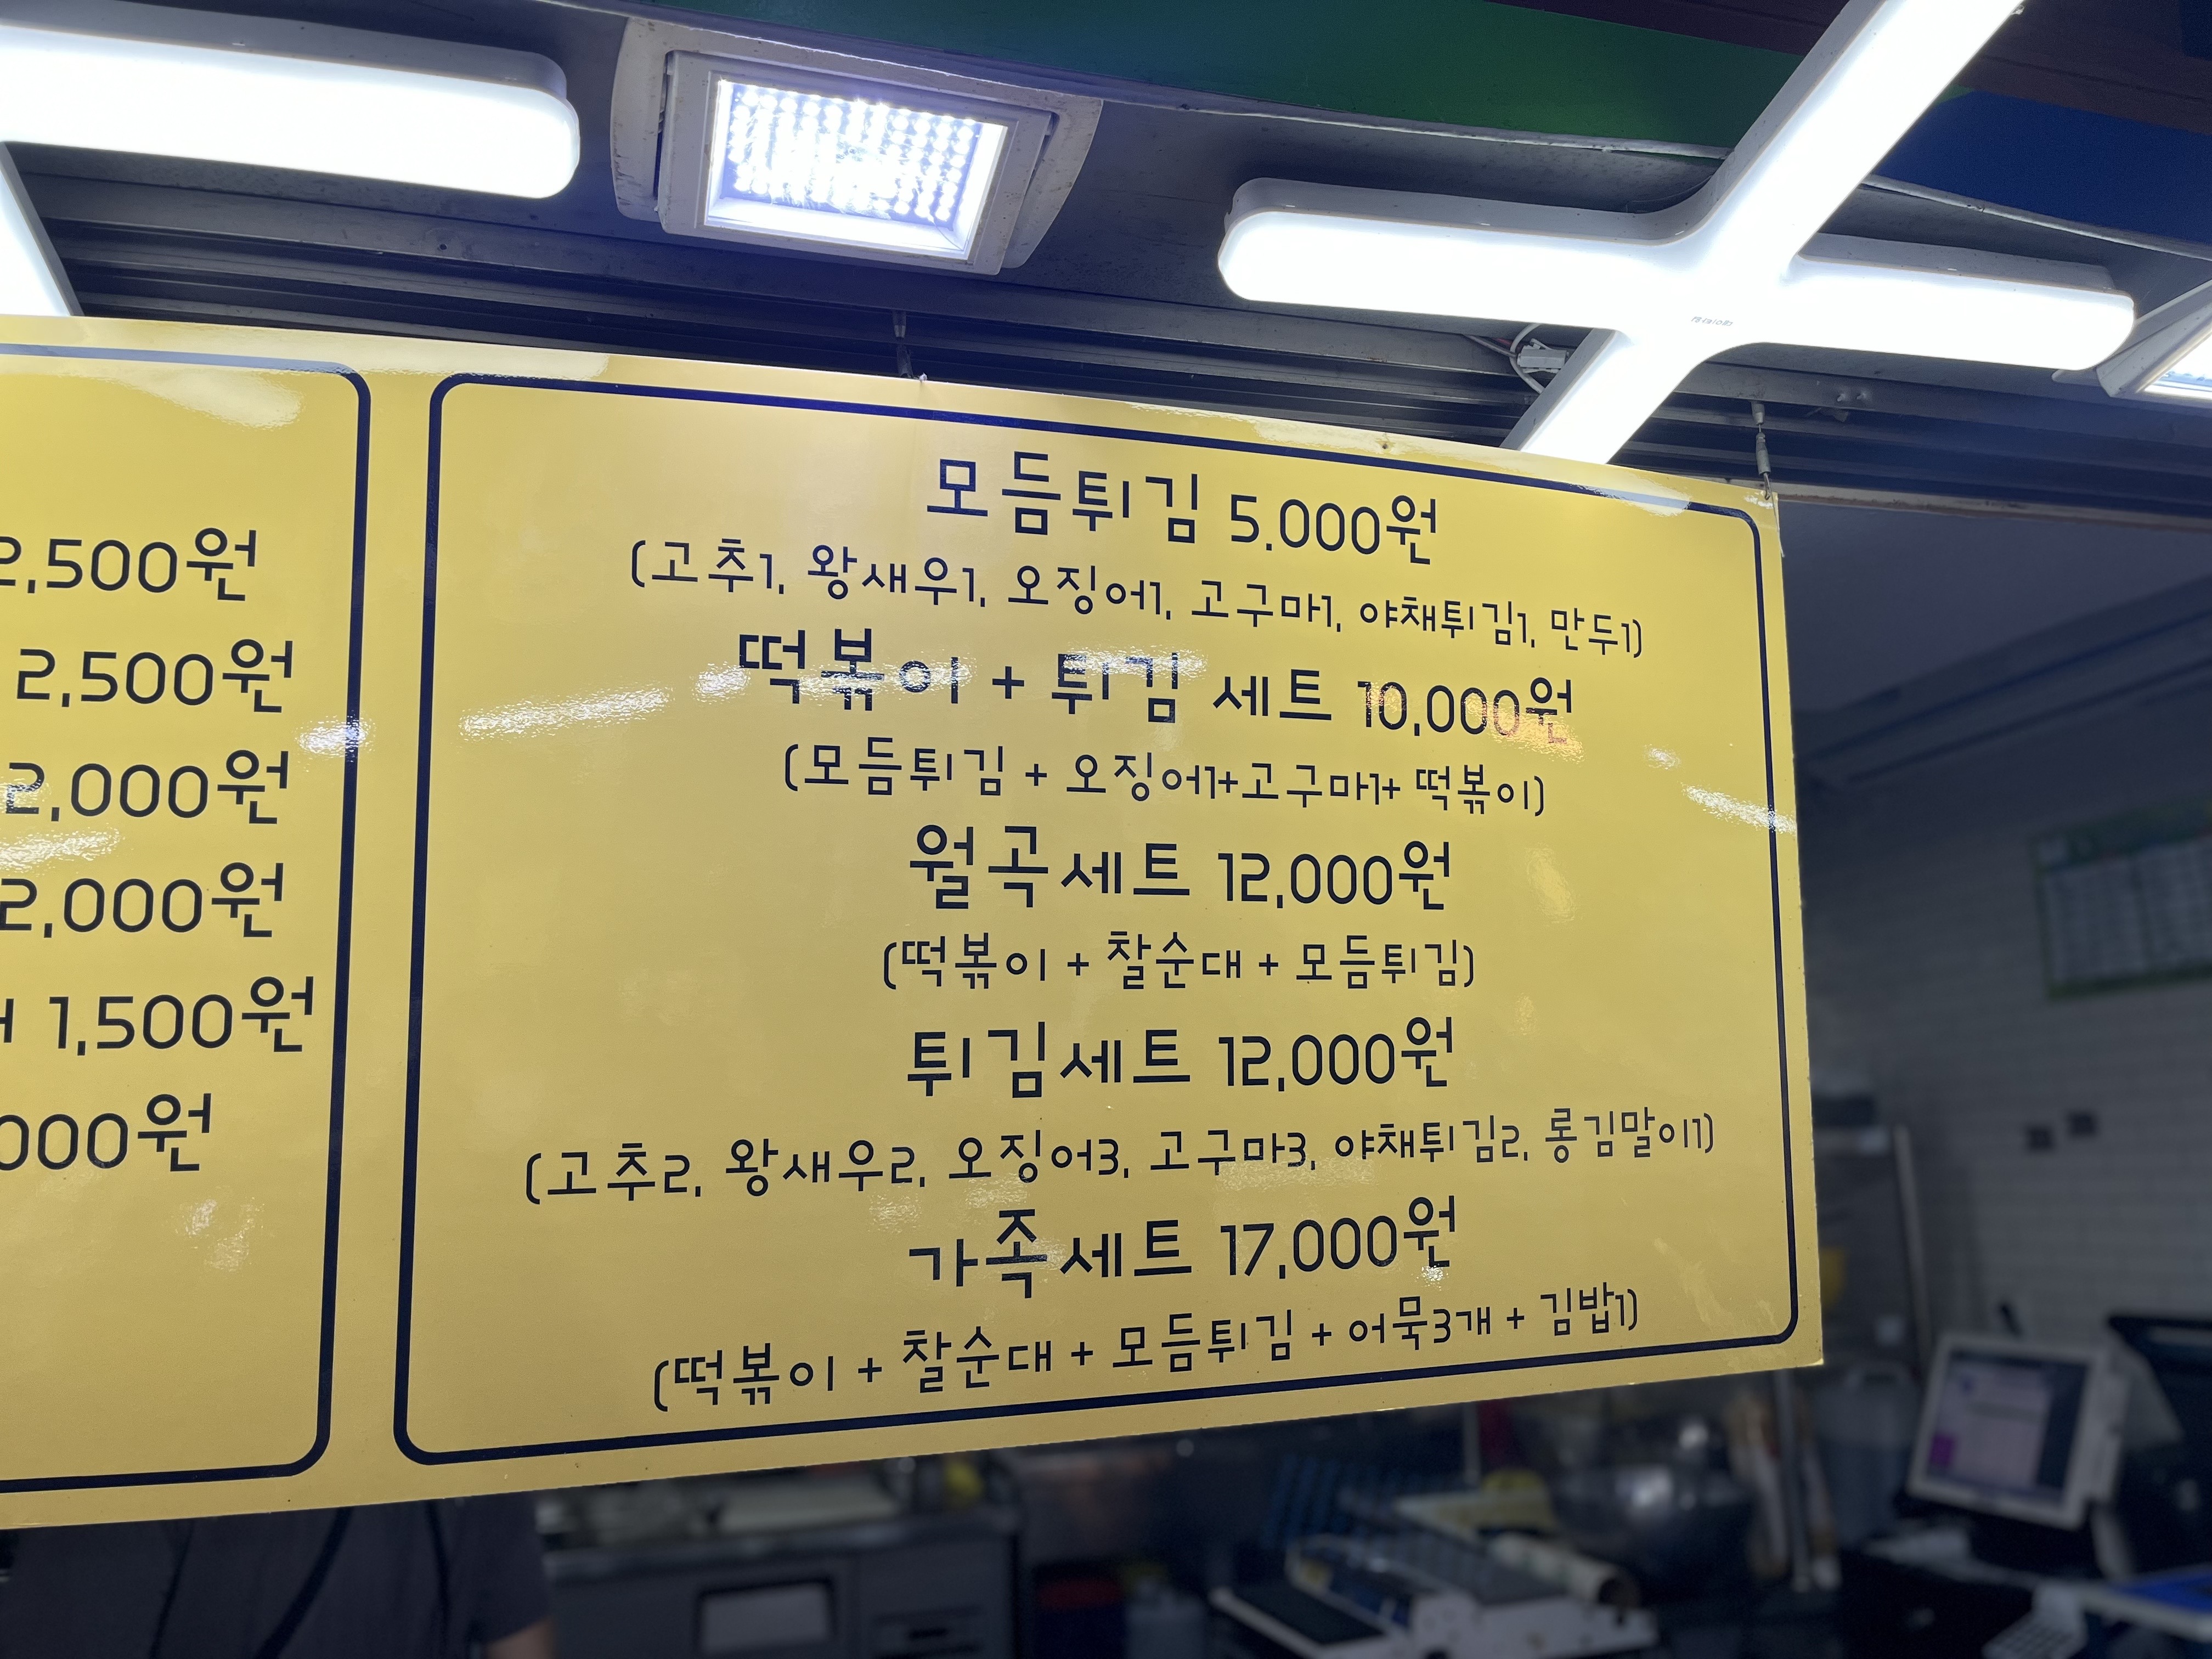 2,500원
2,500원
2,000원
2,000원
1,500원
000원
모듬튀김 5,000원
(고추1, 왕새우1, 오징어1, 고구마1, 야채튀김1, 만두1)
떡볶이 + 튀김 세트 10,000원
(모듬튀김 + 오징어1+고구마1+ 떡볶이)
월곡세트 12,000원
(떡볶이 + 찰순대 + 모듬튀김)
튀김세트 12,000원
(고추2, 왕새우2, 오징어3, 고구마3, 야채튀김2, 롱김말이1)
가족세트 17,000원
(떡볶이 + 찰순대 + 모듬튀김 + 어묵3개 + 김밥1)